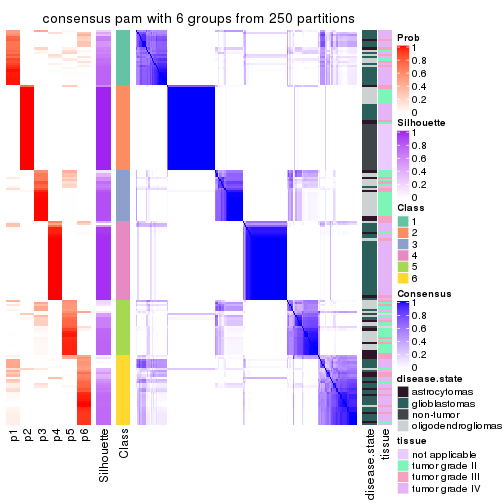 consensus pam with 6 groups from 250 partitions
p1
p2
p3
p4
p5
p6
Silhouette
Class
disease.state
tissue
Prob
1
0.8
0.6
0.4
0.2
0
Silhouette
1
0.8
0.6
0.4
0.2
0
Class
1
2
3
4
5
6
Consensus
1
0.8
0.6
0.4
0.2
0
disease.state
astrocytomas
glioblastomas
non-tumor
oligodendrogliomas
tissue
not applicable
tumor grade II
tumor grade III
tumor grade IV